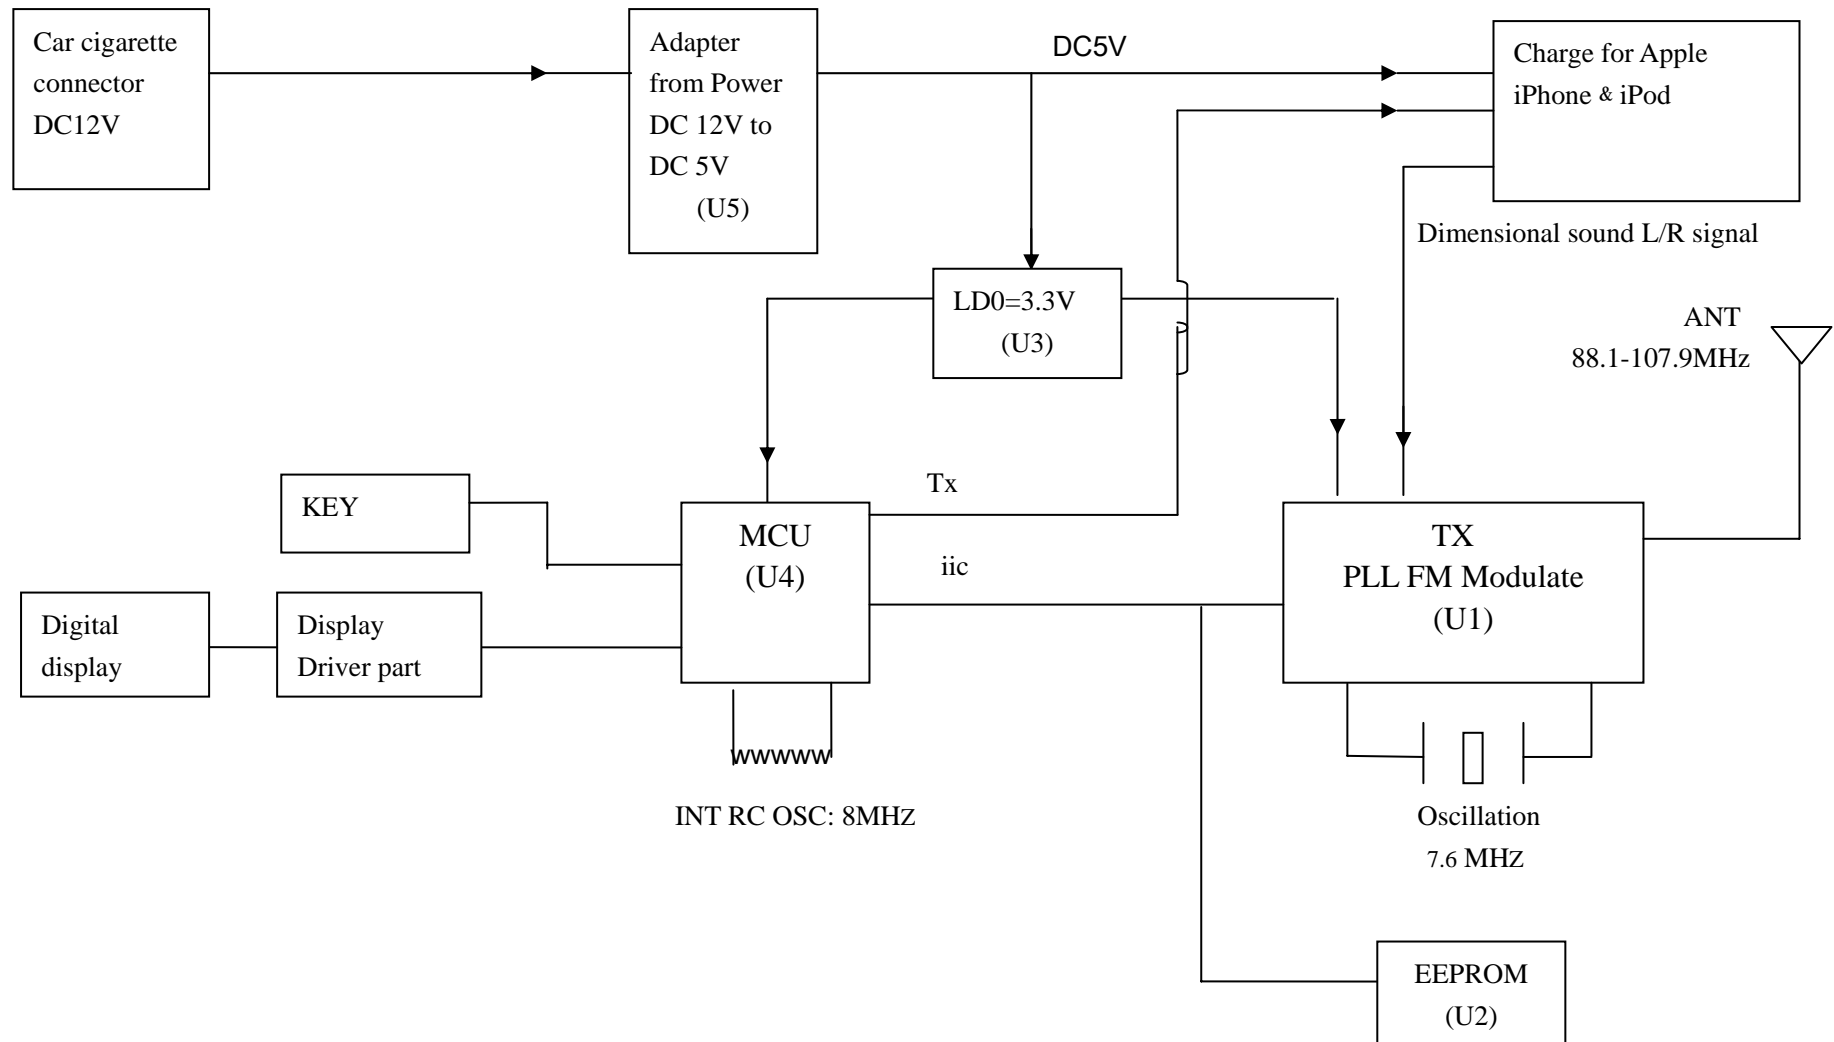 Car cigarette
connector
DC12V
Adapter
from Power
DC 12V to
DC 5V
(U5)
DC5V
Charge for Apple
iPhone & iPod
Dimensional sound L/R signal
LD0=3.3V
(U3)
ANT
88.1-107.9MHz
KEY
Tx
MCU
(U4)
iic
TX
PLL FM Modulate
(U1)
Digital
display
Display
Driver part
wwwww
INT RC OSC: 8MHZ
Oscillation
7.6 MHZ
EEPROM
(U2)